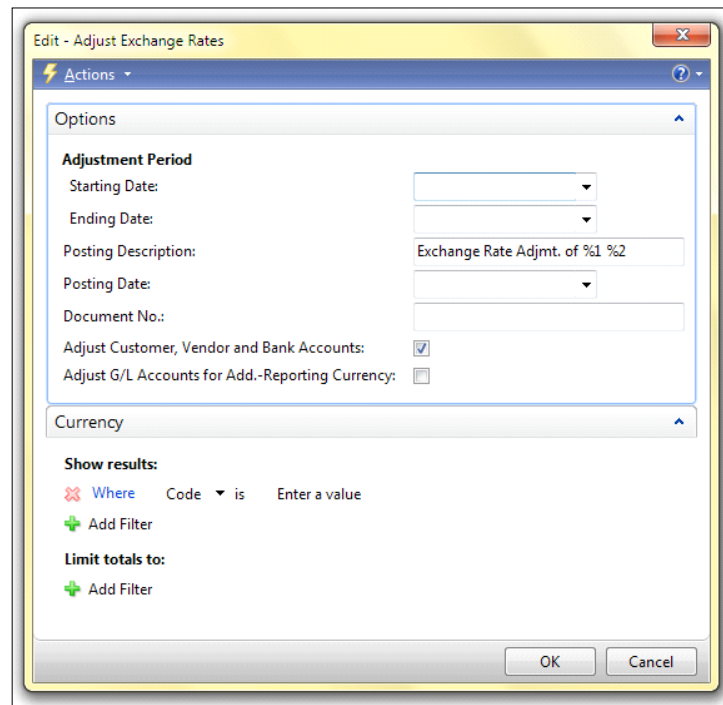 Edit - Adjust Exchange Rates
Actions
Options
Adjustment Period
Starting Date:
Ending Date:
Posting Description: Exchange Rate Adjmt. of %1 %2
Posting Date:
Document No.:
Adjust Customer, Vendor and Bank Accounts:
Adjust G/L Accounts for Add.-Reporting Currency:
Currency
Show results:
Where Code is Enter a value
Add Filter
Limit totals to:
Add Filter
OK Cancel